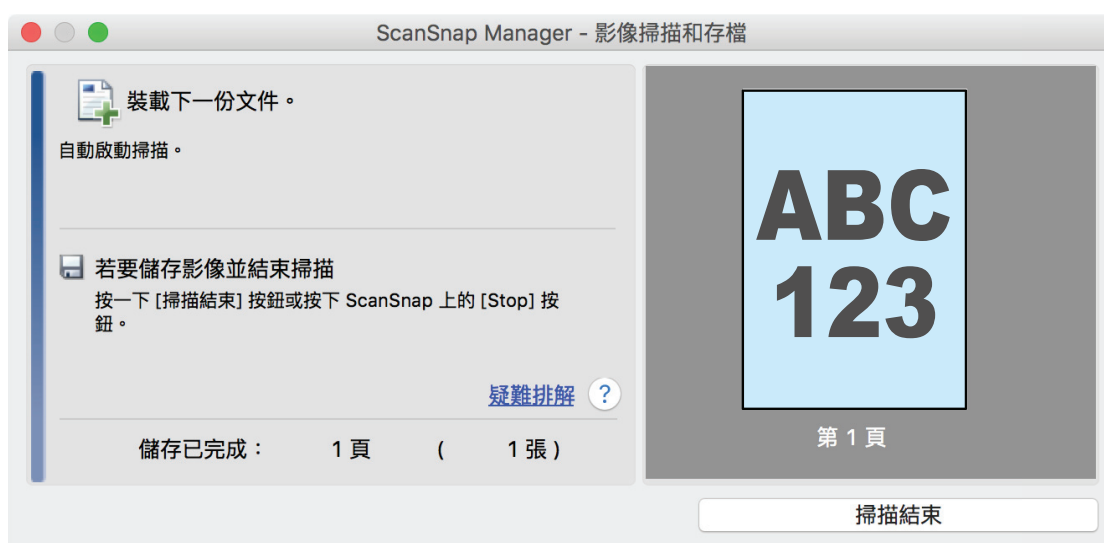 ScanSnap Manager - 影像掃描和存檔
裝載下一份文件。
自動啟動掃描。
若要儲存影像並結束掃描
按一下 [掃描結束] 按鈕或按下 ScanSnap 上的 [Stop] 按
鈕。
疑難排解 ?
儲存已完成： 1 頁 ( 1 張 )
ABC
123
第 1 頁
掃描結束